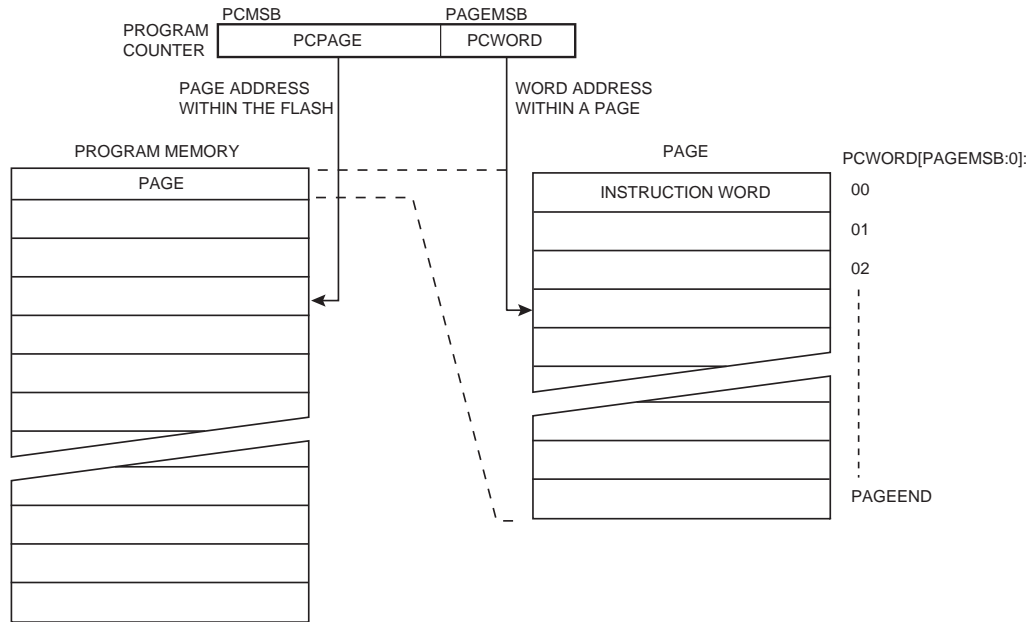 PCMSB PAGEMSB
PROGRAM
COUNTER
PCPAGE PCWORD
PAGE ADDRESS
WITHIN THE FLASH
WORD ADDRESS
WITHIN A PAGE
PROGRAM MEMORY
PAGE
PAGE
INSTRUCTION WORD
PCWORD[PAGEMSB:0]:
00
01
02
PAGEEND